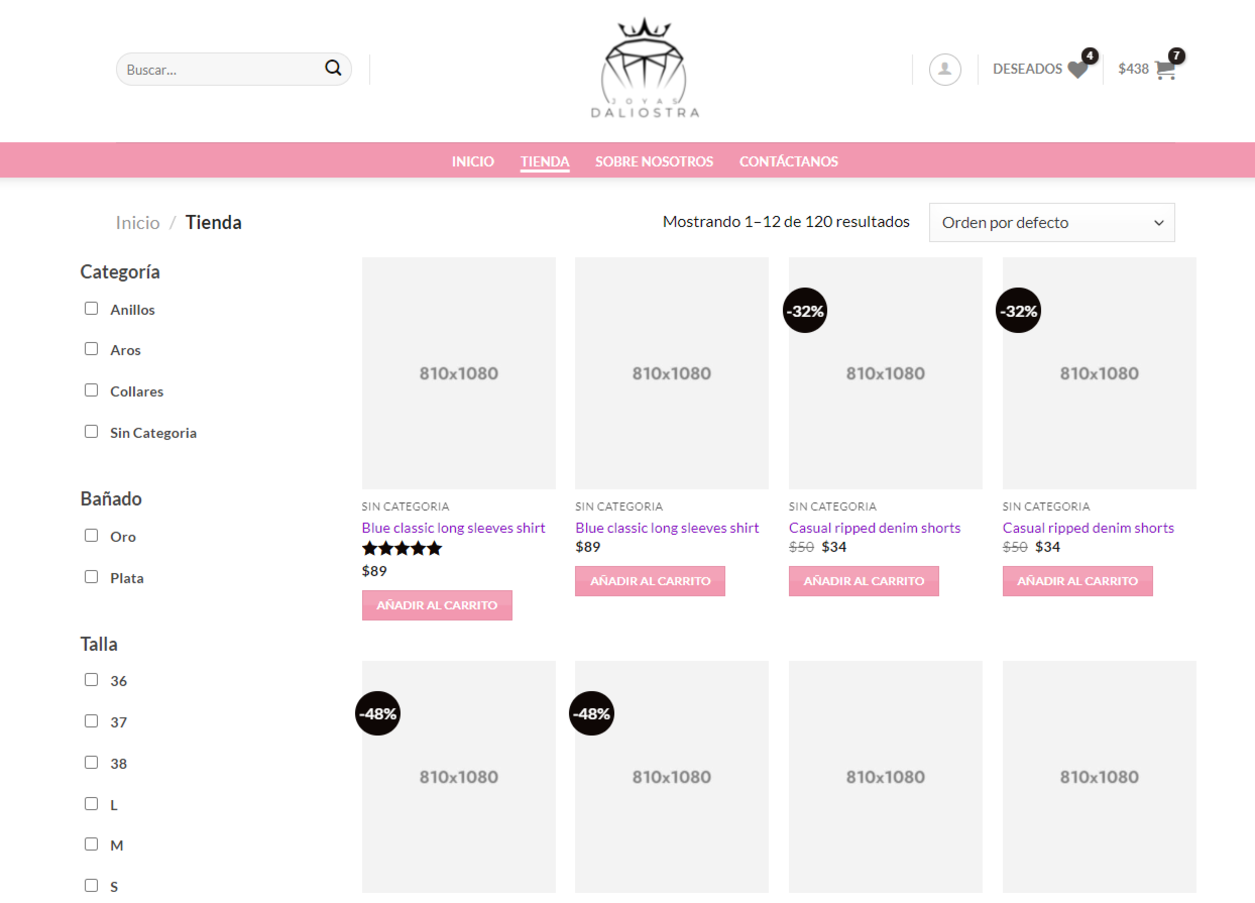 Buscar...
JOYAS
DALIOSTRA
DESEADOS 4
$438 7
INICIO TIENDA SOBRE NOSOTROS CONTÁCTANOS
Inicio / Tienda
Mostrando 1–12 de 120 resultados
Orden por defecto
Categoría
Anillos
Aros
Collares
Sin Categoria
Bañado
Oro
Plata
Talla
36
37
38
L
M
S
810x1080
SIN CATEGORIA
Blue classic long sleeves shirt
$89
AÑADIR AL CARRITO
810x1080
SIN CATEGORIA
Blue classic long sleeves shirt
$89
AÑADIR AL CARRITO
-32%
810x1080
SIN CATEGORIA
Casual ripped denim shorts
$50 $34
AÑADIR AL CARRITO
-32%
810x1080
SIN CATEGORIA
Casual ripped denim shorts
$50 $34
AÑADIR AL CARRITO
-48%
810x1080
-48%
810x1080
810x1080
810x1080